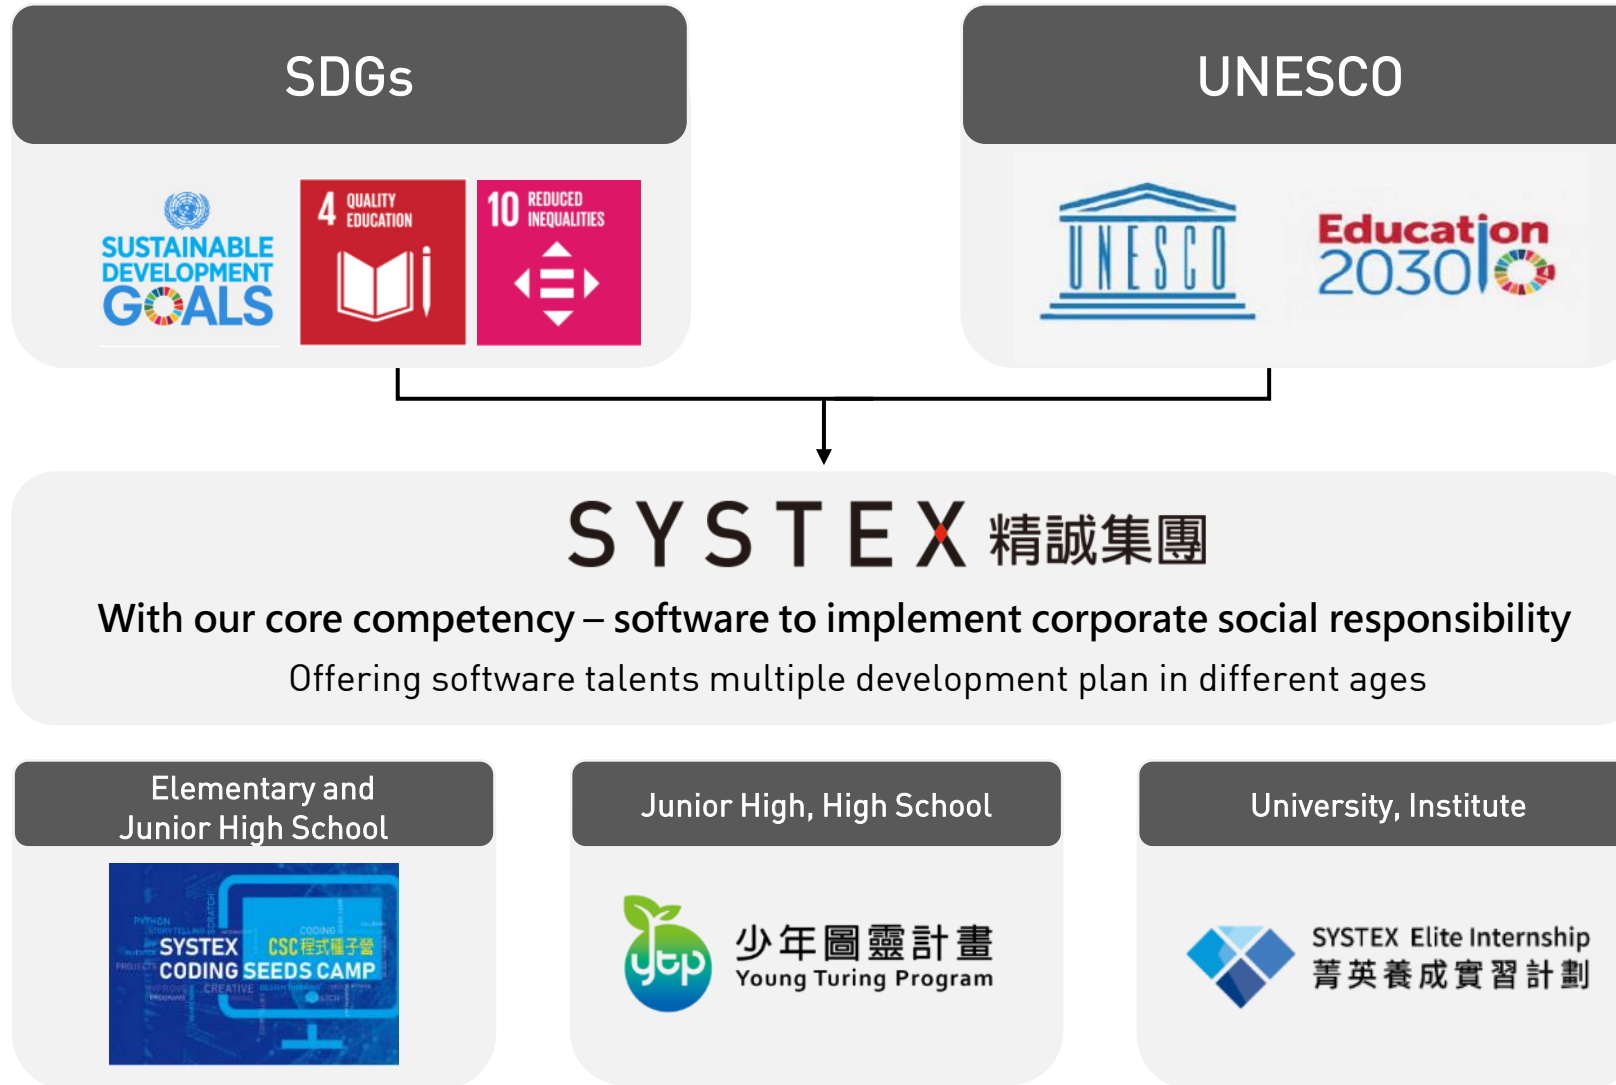 SDGs
UNESCO
SUSTAINABLE
DEVELOPMENT
GOALS
4 QUALITY
EDUCATION
10 REDUCED
INEQUALITIES
UNESCO
Education
2030
SYSTEX 精誠集團
With our core competency – software to implement corporate social responsibility
Offering software talents multiple development plan in different ages
Elementary and
Junior High School
Junior High, High School
University, Institute
PYTHON
SCRATCH
CODING
SYSTEX CSC程式種子營
CODING SEEDS CAMP
CREATIVE
ytp
少年圖靈計畫
Young Turing Program
SYSTEX Elite Internship
菁英養成實習計劃